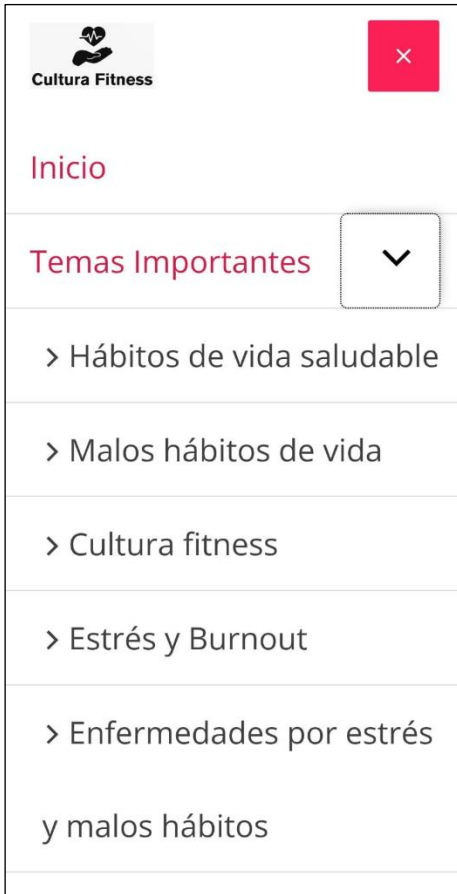 Cultura Fitness
Inicio
Temas Importantes
Hábitos de vida saludable
Malos hábitos de vida
Cultura fitness
Estrés y Burnout
Enfermedades por estrés
y malos hábitos